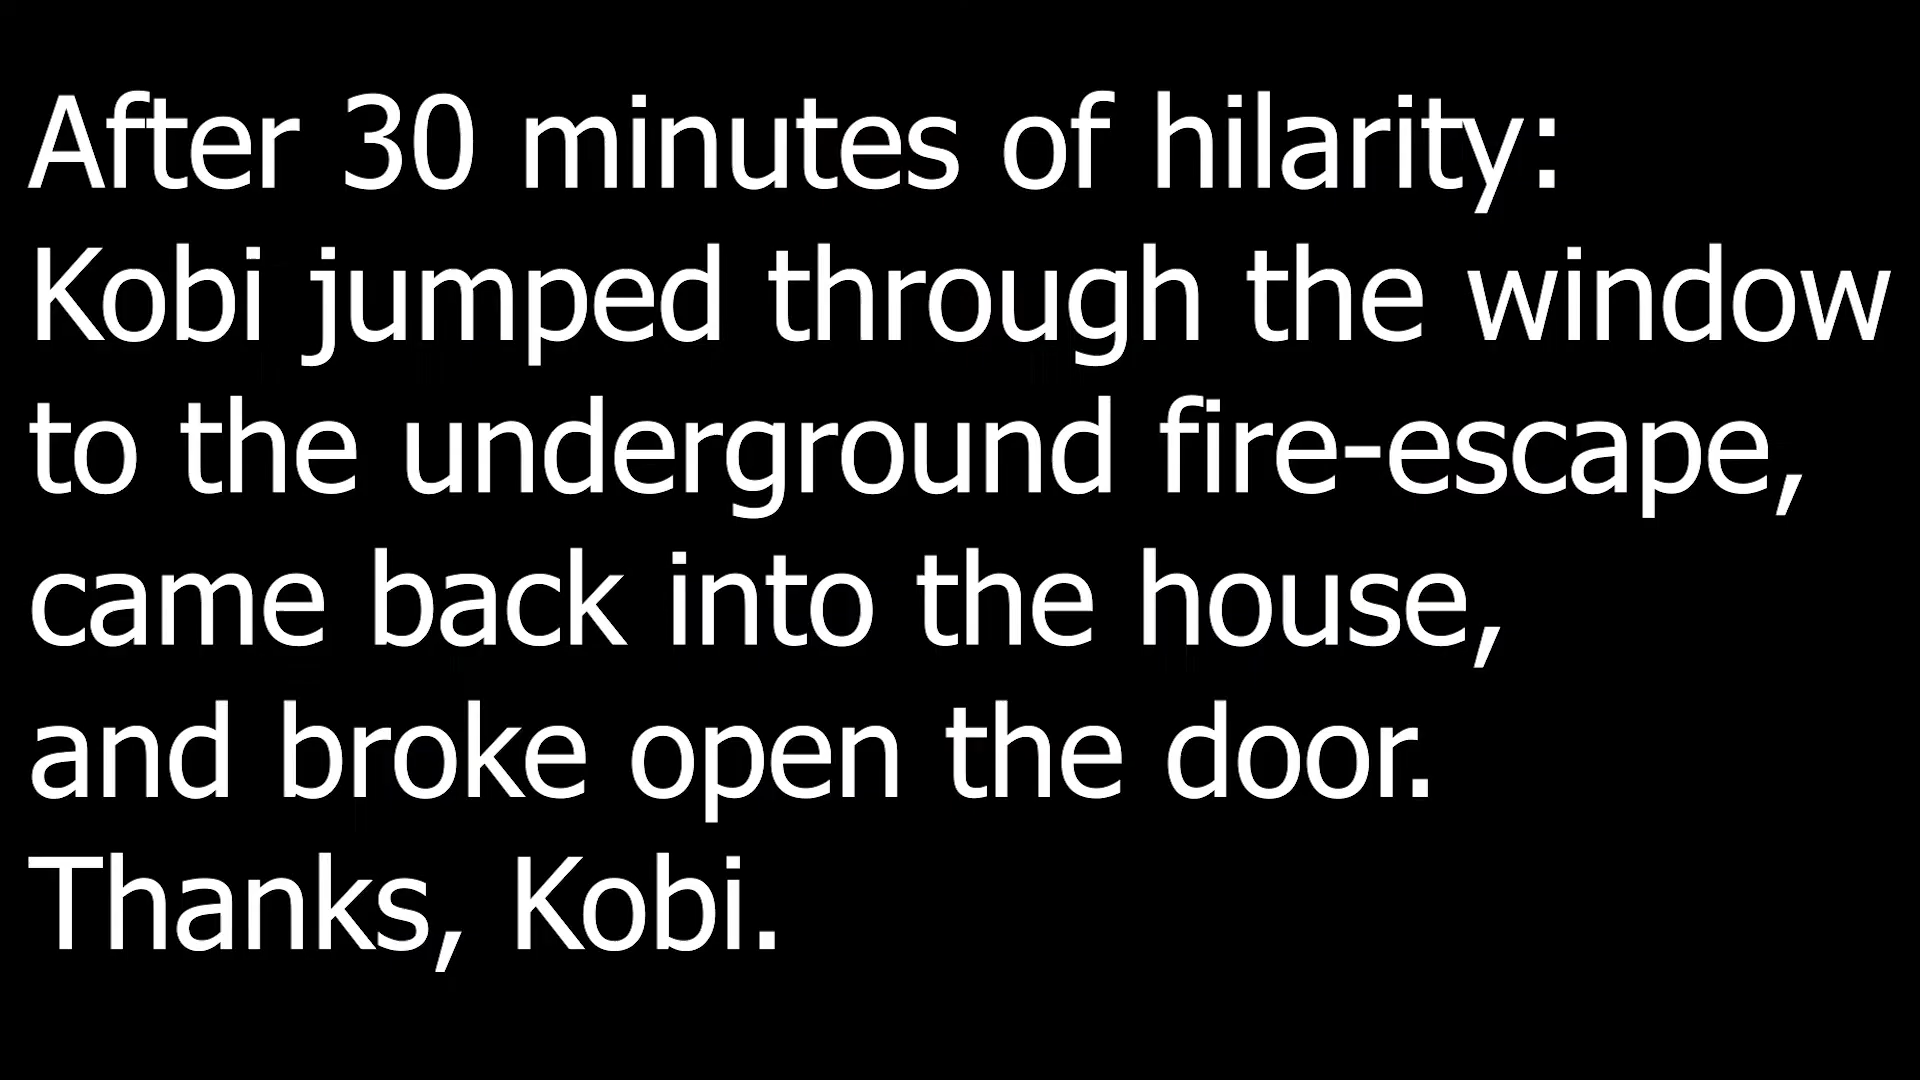 After 30 minutes of hilarity:
Kobi jumped through the window
to the underground fire-escape,
came back into the house,
and broke open the door.
Thanks, Kobi.